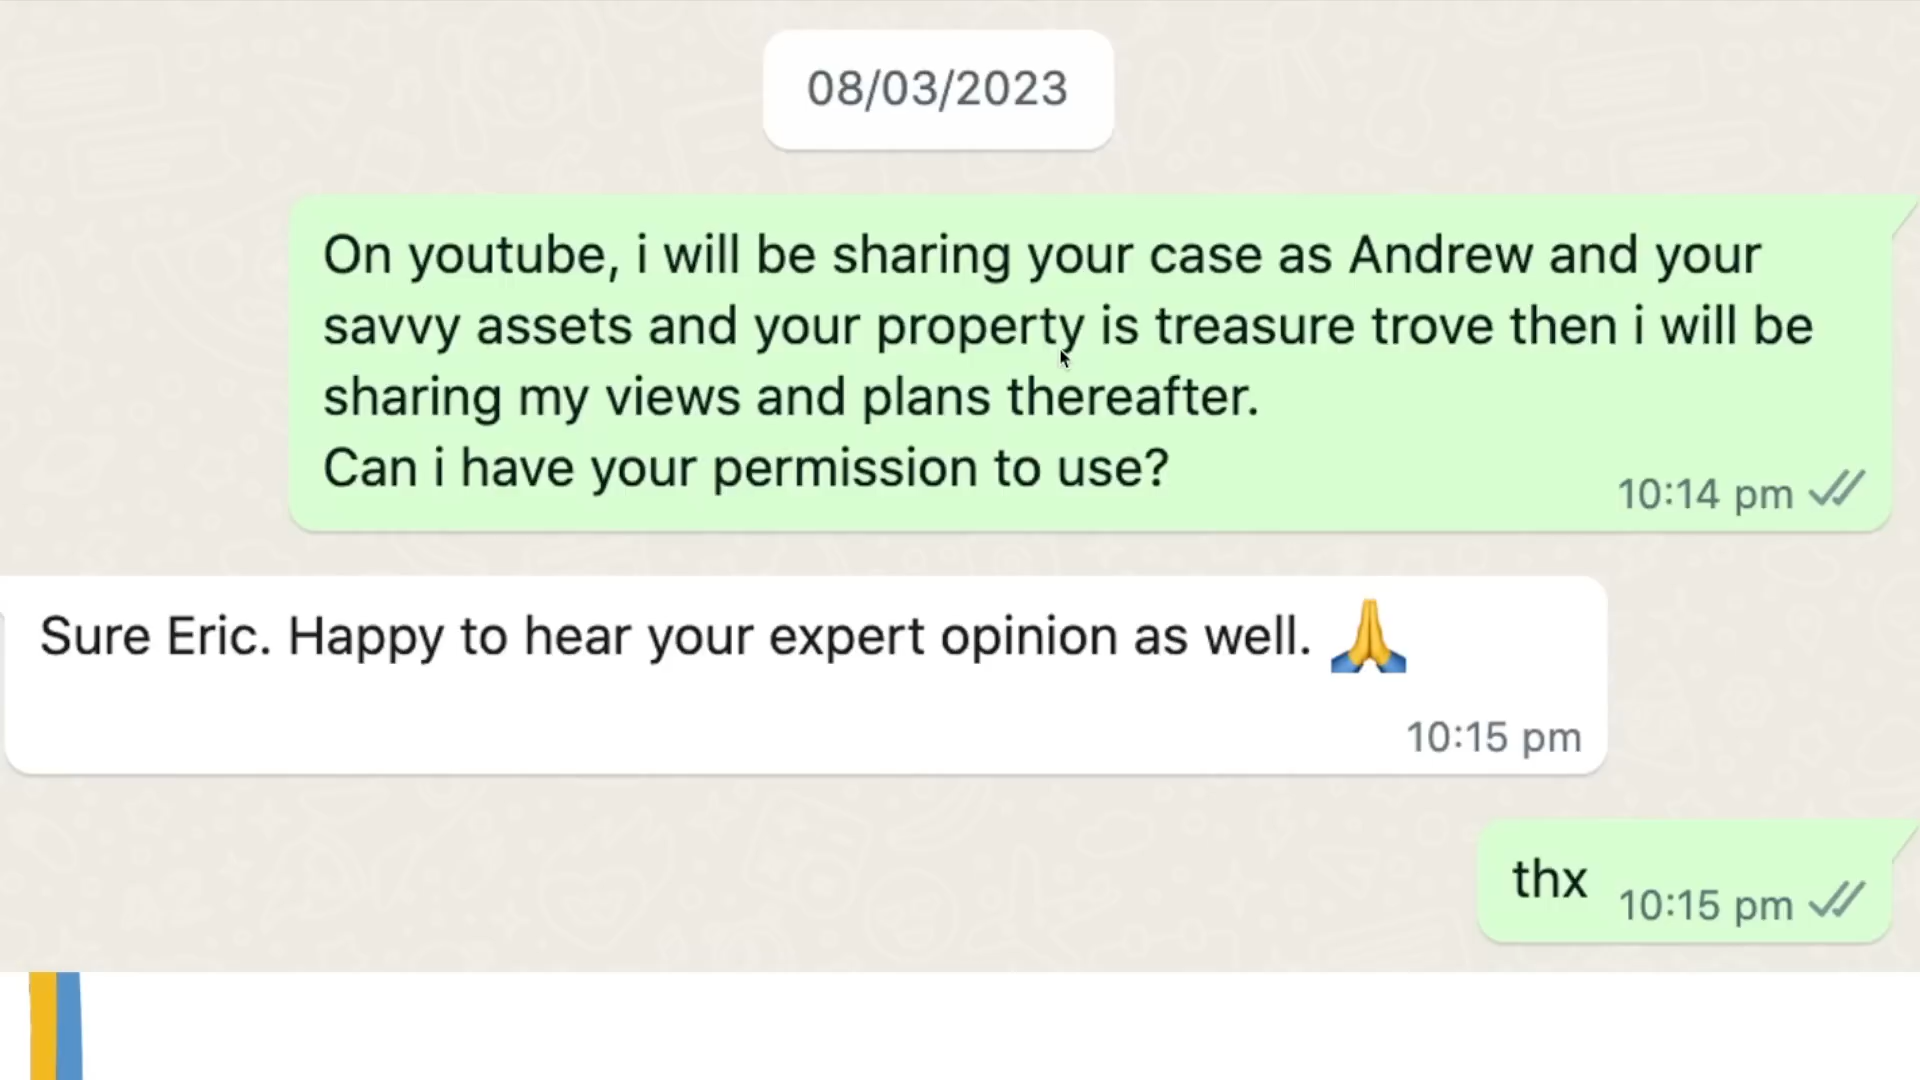 08/03/2023
On youtube, i will be sharing your case as Andrew and your
savvy assets and your property is treasure trove then i will be
sharing my views and plans thereafter.
Can i have your permission to use?
10:14 pm
Sure Eric. Happy to hear your expert opinion as well. 🙏
10:15 pm
thx 10:15 pm